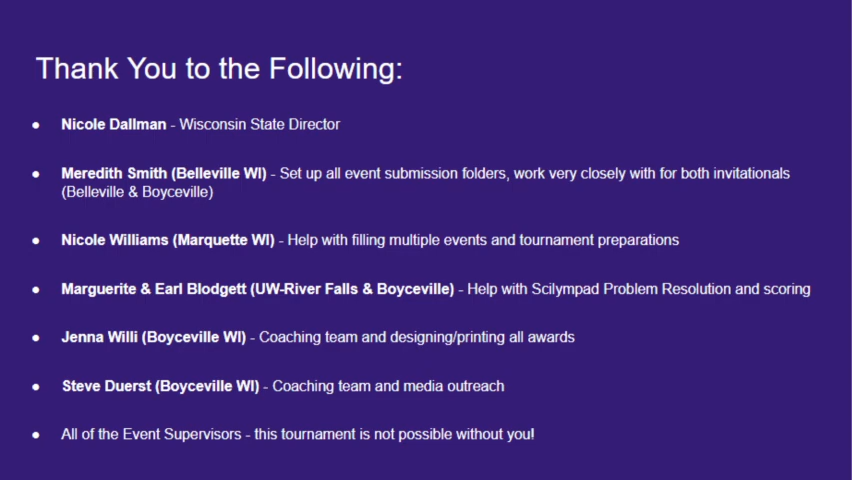 Thank You to the Following:
● Nicole Dallman - Wisconsin State Director
● Meredith Smith (Belleville WI) - Set up all event submission folders, work very closely with for both invitationals
(Belleville & Boyceville)
● Nicole Williams (Marquette WI) - Help with filling multiple events and tournament preparations
● Marguerite & Earl Blodgett (UW-River Falls & Boyceville) - Help with Scilympad Problem Resolution and scoring
● Jenna Willi (Boyceville WI) - Coaching team and designing/printing all awards
● Steve Duerst (Boyceville WI) - Coaching team and media outreach
● All of the Event Supervisors - this tournament is not possible without you!